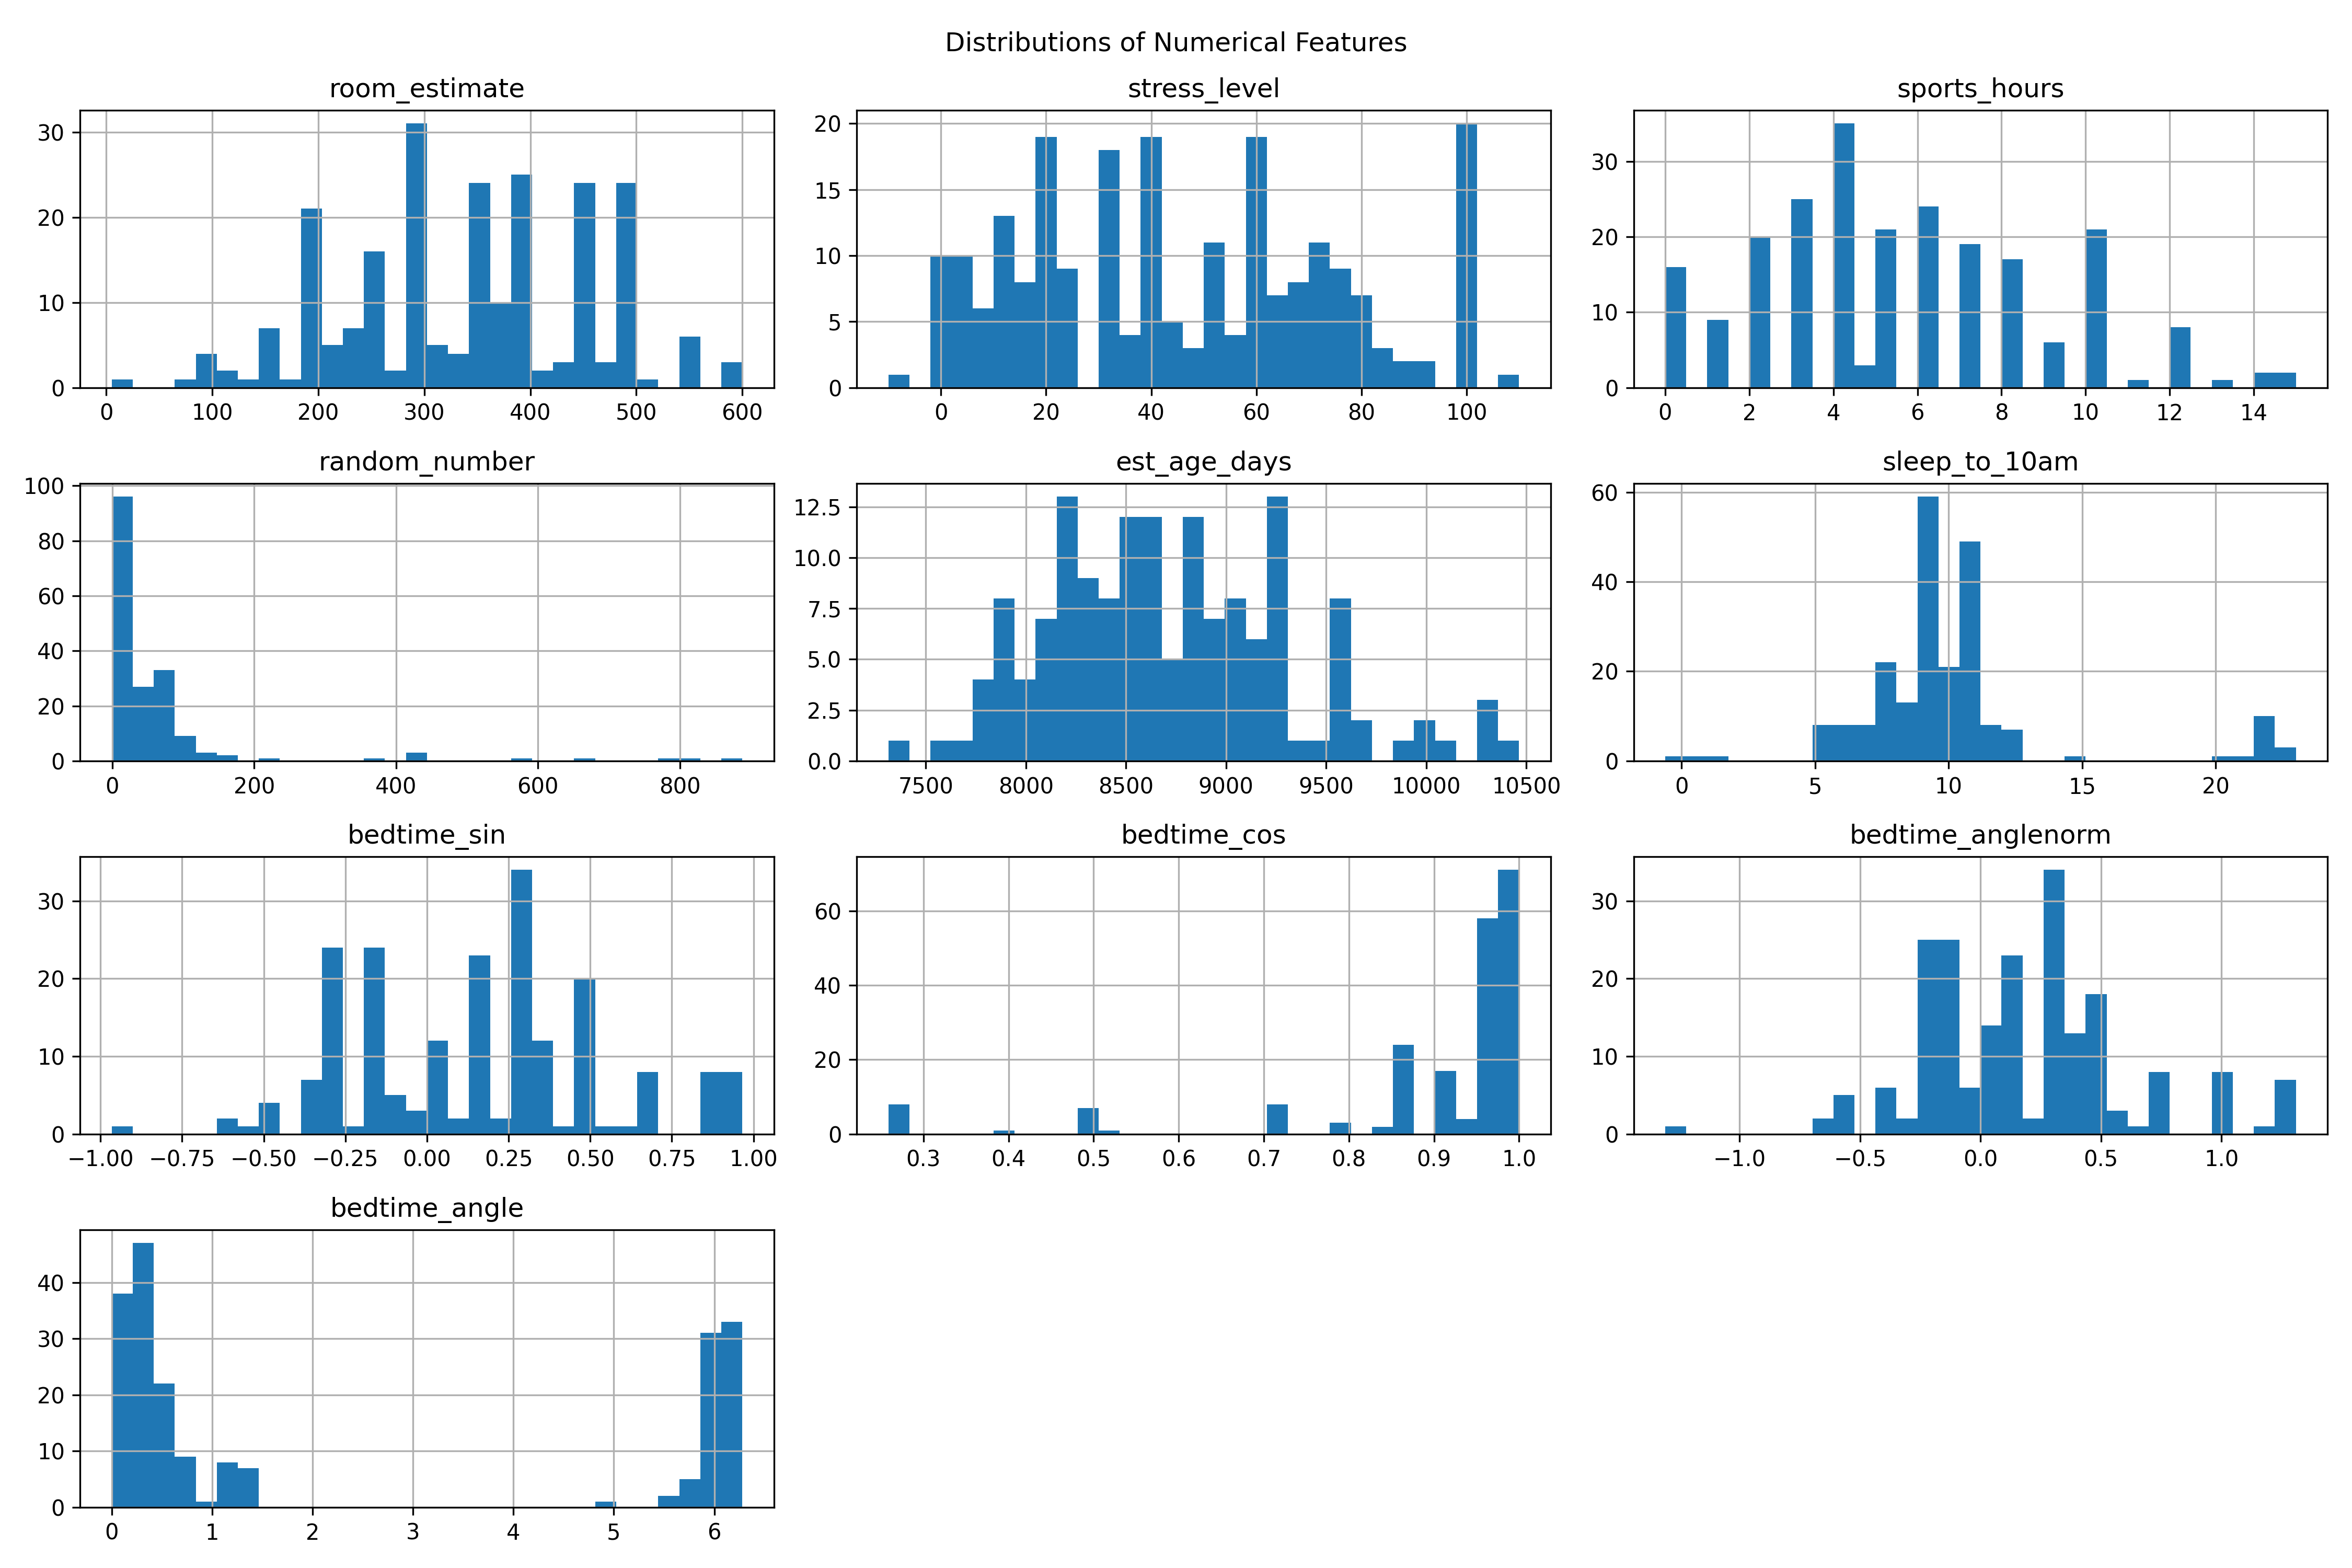 Distributions of Numerical Features
room_estimate
30
20
10
0
0 100 200 300 400 500 600
stress_level
20
15
10
5
0
0 20 40 60 80 100
sports_hours
30
20
10
0
0 2 4 6 8 10 12 14
random_number
100
80
60
40
20
0
0 200 400 600 800
est_age_days
12.5
10.0
7.5
5.0
2.5
0.0
7500 8000 8500 9000 9500 10000 10500
sleep_to_10am
60
40
20
0
0 5 10 15 20
bedtime_sin
30
20
10
0
−1.00 −0.75 −0.50 −0.25 0.00 0.25 0.50 0.75 1.00
bedtime_cos
60
40
20
0
0.3 0.4 0.5 0.6 0.7 0.8 0.9 1.0
bedtime_anglenorm
30
20
10
0
−1.0 −0.5 0.0 0.5 1.0
bedtime_angle
40
30
20
10
0
0 1 2 3 4 5 6